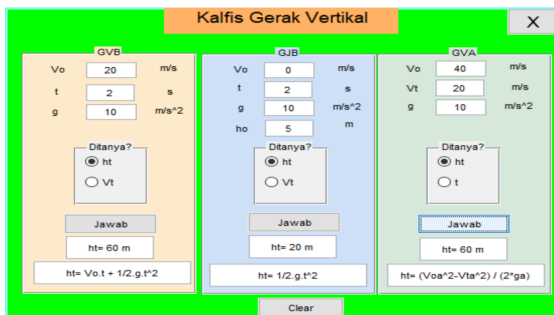 Kalfis Gerak Vertikal
X
GVB
Vo 20 m/s
t 2 s
g 10 m/s^2
Ditanya?
ht
Vt
Jawab
ht= 60 m
ht= Vo.t + 1/2.g.t^2
GJB
Vo 0 m/s
t 2 s
g 10 m/s^2
ho 5 m
Ditanya?
ht
Vt
Jawab
ht= 20 m
ht= 1/2.g.t^2
GVA
Vo 40 m/s
Vt 20 m/s
g 10 m/s^2
Ditanya?
ht
t
Jawab
ht= 60 m
ht= (Voa^2-Vta^2) / (2*ga)
Clear